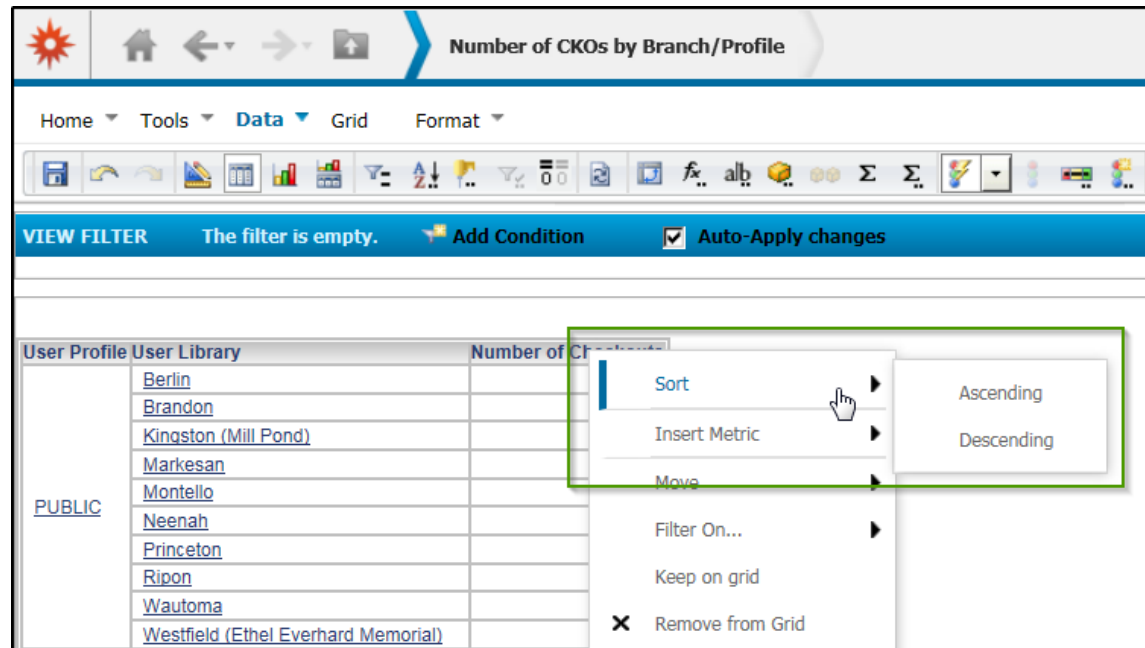 Number of CKOs by Branch/Profile
Home Tools Data Grid Format
VIEW FILTER The filter is empty. Add Condition Auto-Apply changes
User Profile User Library Number of Checkouts
Berlin
Brandon
Kingston (Mill Pond)
Markesan
Montello
PUBLIC
Neenah
Princeton
Ripon
Wautoma
Westfield (Ethel Everhard Memorial)
Sort
Insert Metric
Move
Filter On...
Keep on grid
Remove from Grid
Ascending
Descending